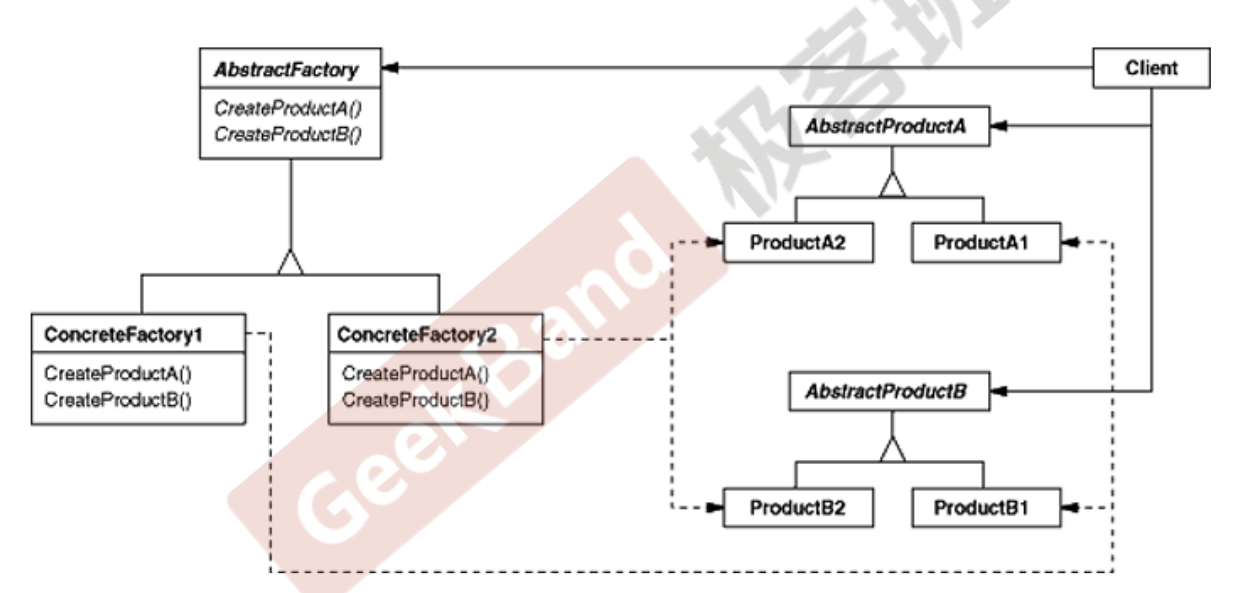 AbstractFactory
CreateProductA()
CreateProductB()
Client
AbstractProductA
ProductA2
ProductA1
ConcreteFactory1
CreateProductA()
CreateProductB()
ConcreteFactory2
CreateProductA()
CreateProductB()
AbstractProductB
ProductB2
ProductB1
GeekBand
极客班